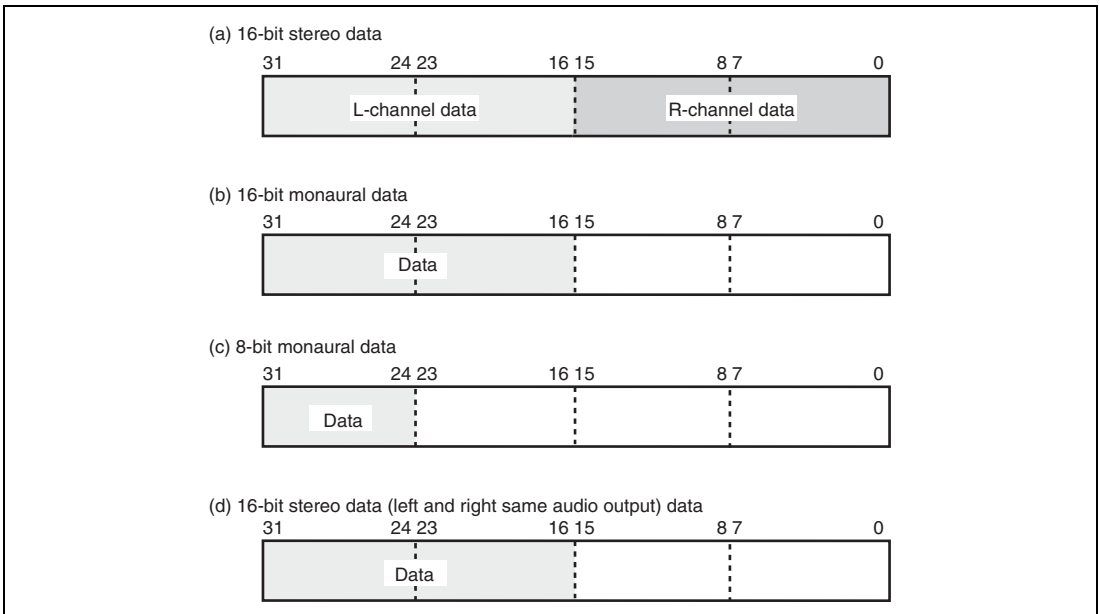 (a) 16-bit stereo data
31 24 23 16 15 8 7 0
L-channel data R-channel data
(b) 16-bit monaural data
31 24 23 16 15 8 7 0
Data
(c) 8-bit monaural data
31 24 23 16 15 8 7 0
Data
(d) 16-bit stereo data (left and right same audio output) data
31 24 23 16 15 8 7 0
Data